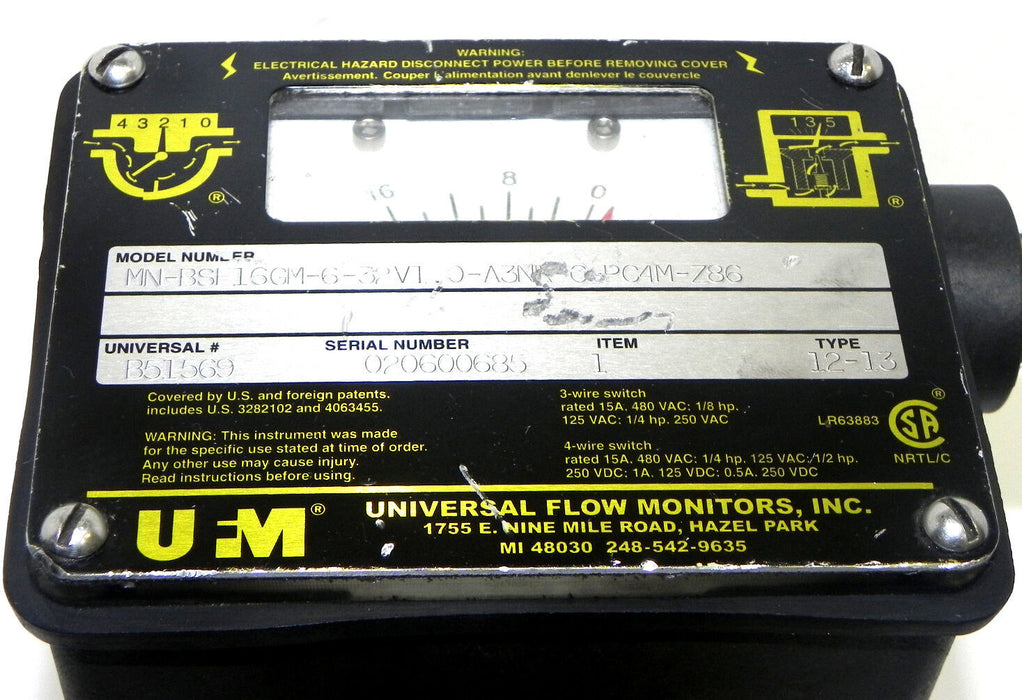 WARNING:
ELECTRICAL HAZARD DISCONNECT POWER BEFORE REMOVING COVER
Avertissement. Couper L'alimentation avant denlever le couvercle
4 3 2 1 0
®
16 8 0
1 3 5
®
MODEL NUMBER
UNIVERSAL # SERIAL NUMBER ITEM TYPE
B51569 020600685 1 12-13
Covered by U.S. and foreign patents.
includes U.S. 3282102 and 4063455.
WARNING: This instrument was made
for the specific use stated at time of order.
Any other use may cause injury.
Read instructions before using.
3-wire switch
rated 15A. 480 VAC: 1/8 hp.
125 VAC: 1/4 hp. 250 VAC
4-wire switch
rated 15A. 480 VAC: 1/4 hp. 125 VAC: 1/2 hp.
250 VDC: 1A. 125 VDC: 0.5A. 250 VDC
LR63883
®
SA
NRTL/C
UFM®
UNIVERSAL FLOW MONITORS, INC.
1755 E. NINE MILE ROAD, HAZEL PARK
MI 48030 248-542-9635